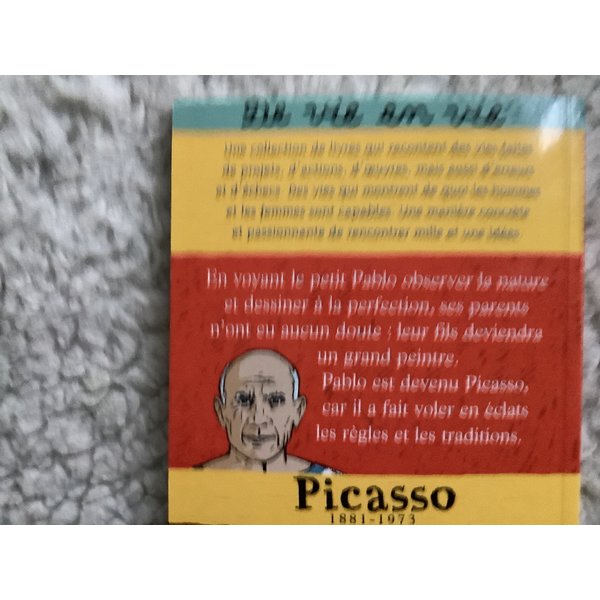 De vie en vie
Une collection de livres qui racontent des vies faites
de projets, d'actions, d'œuvres, mais aussi d'erreurs
et d'échecs. Des vies qui montrent de quoi les hommes
et les femmes sont capables. Une manière concrète
et passionnante de rencontrer mille et une idées.
En voyant le petit Pablo observer la nature
et dessiner à la perfection, ses parents
n'ont eu aucun doute : leur fils deviendra
un grand peintre.
Pablo est devenu Picasso,
car il a fait voler en éclats
les règles et les traditions.
Picasso
1881-1973